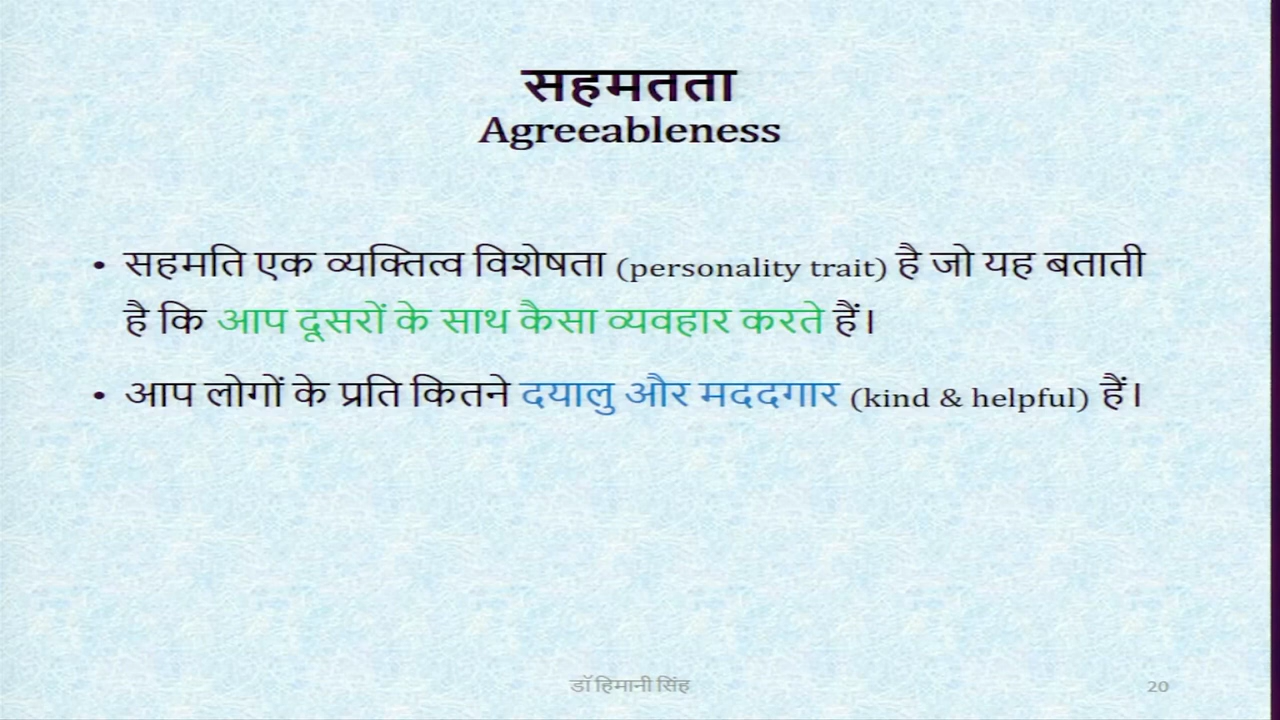 सहमतता
Agreeableness
• सहमति एक व्यक्तित्व विशेषता (personality trait) है जो यह बताती
है कि आप दूसरों के साथ कैसा व्यवहार करते हैं।
• आप लोगों के प्रति कितने दयालु और मददगार (kind & helpful) हैं।
डॉ हिमानी सिंह
20